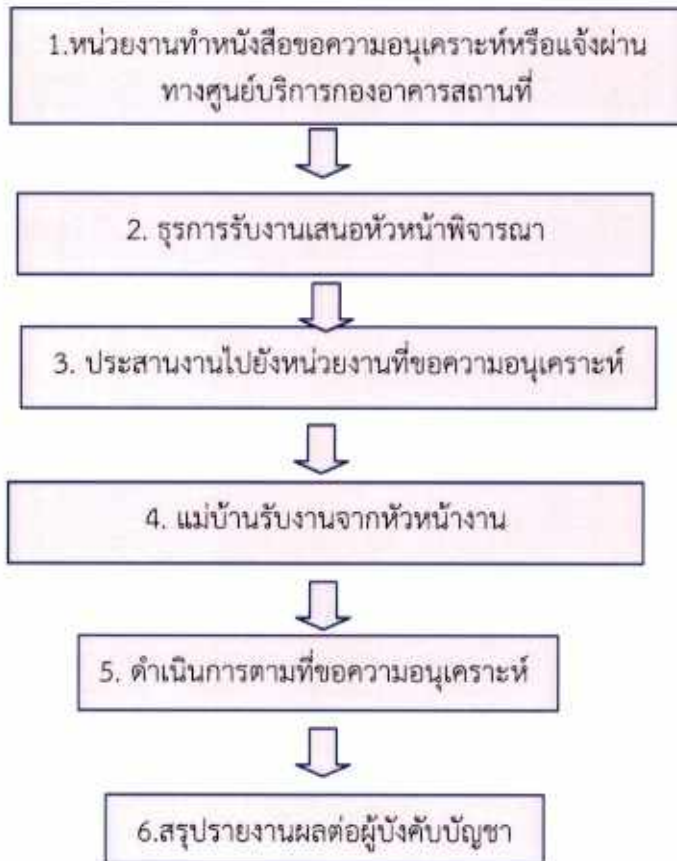 1.หน่วยงานทำหนังสือขอความอนุเคราะห์หรือแจ้งผ่าน
ทางศูนย์บริการกองอาคารสถานที่
2. ธุรการรับงานเสนอหัวหน้าพิจารณา
3. ประสานงานไปยังหน่วยงานที่ขอความอนุเคราะห์
4. แม่บ้านรับงานจากหัวหน้างาน
5. ดำเนินการตามที่ขอความอนุเคราะห์
6.สรุปรายงานผลต่อผู้บังคับบัญชา